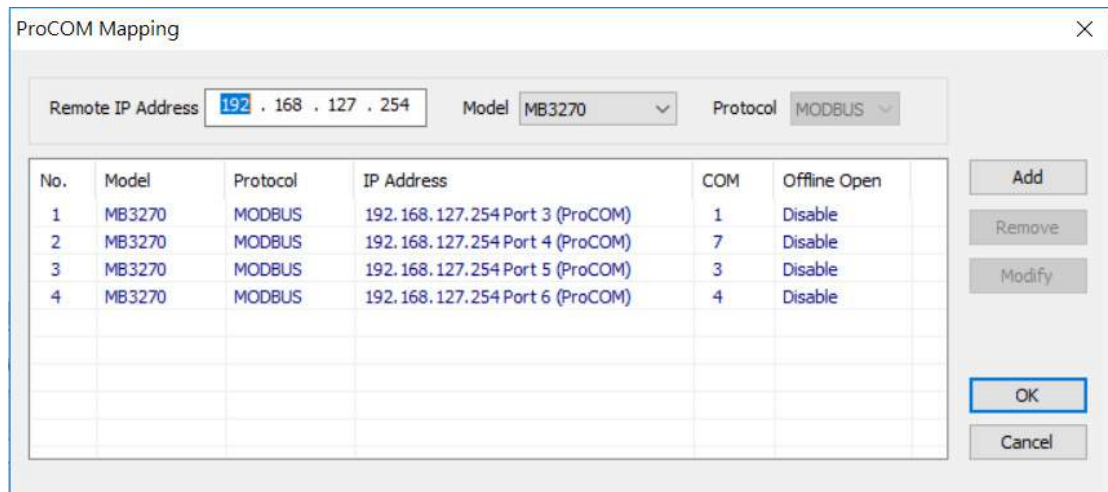 ProCOM Mapping
Remote IP Address 192 . 168 . 127 . 254 Model MB3270 Protocol MODBUS
No. Model Protocol IP Address COM Offline Open
1 MB3270 MODBUS 192.168.127.254 Port 3 (ProCOM) 1 Disable
2 MB3270 MODBUS 192.168.127.254 Port 4 (ProCOM) 7 Disable
3 MB3270 MODBUS 192.168.127.254 Port 5 (ProCOM) 3 Disable
4 MB3270 MODBUS 192.168.127.254 Port 6 (ProCOM) 4 Disable
Add
Remove
Modify
OK
Cancel